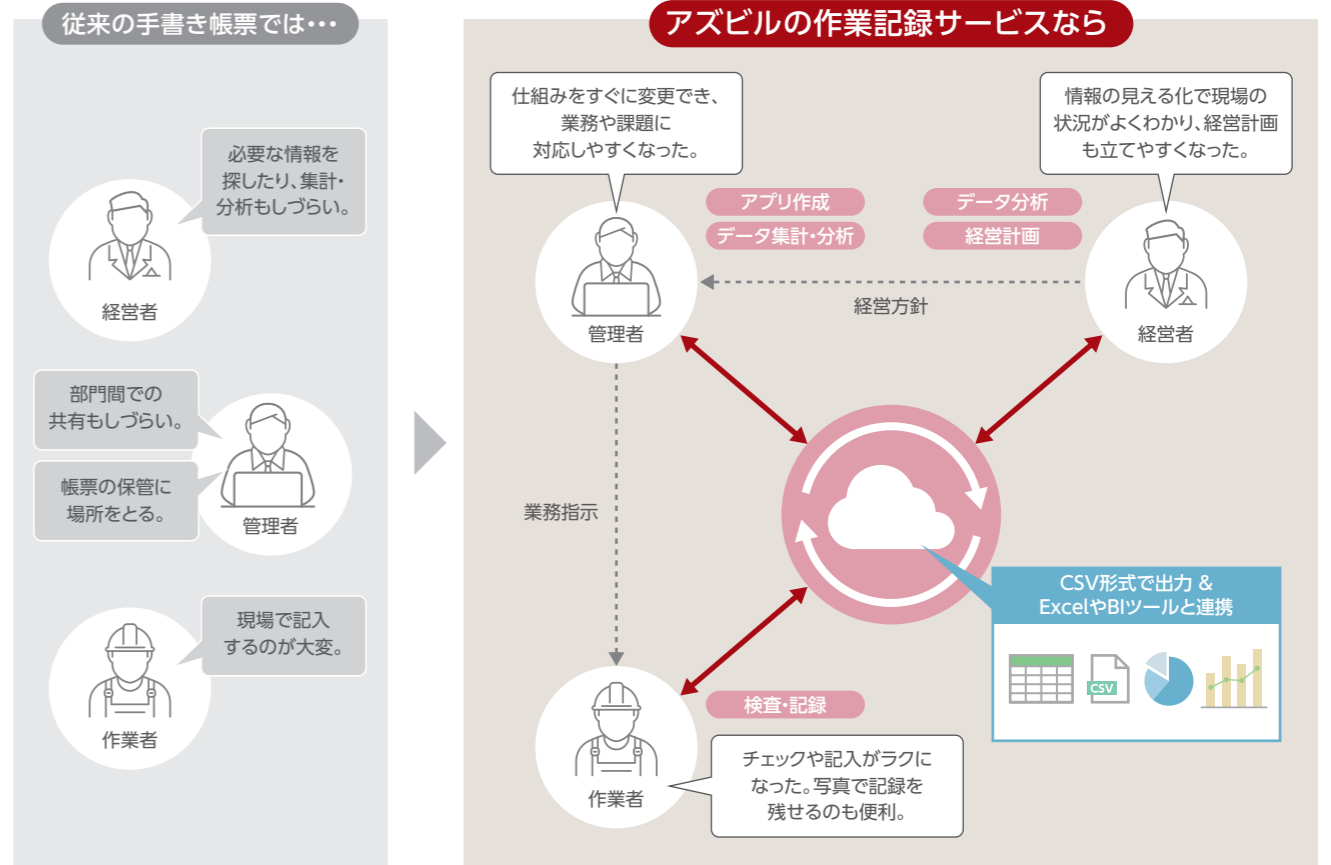 従来の手書き帳票では…
必要な情報を
探したり、集計・
分析もしづらい。
経営者
部門間での
共有もしづらい。
帳票の保管に
場所をとる。
管理者
現場で記入
するのが大変。
作業者
アズビルの作業記録サービスなら
仕組みをすぐに変更でき、
業務や課題に
対応しやすくなった。
情報の見える化で現場の
状況がよくわかり、経営計画
も立てやすくなった。
アプリ作成
データ集計・分析
データ分析
経営計画
管理者
経営方針
経営者
業務指示
CSV形式で出力 &
ExcelやBIツールと連携
CSV
検査・記録
作業者
チェックや記入がラクに
なった。写真で記録を
残せるのも便利。